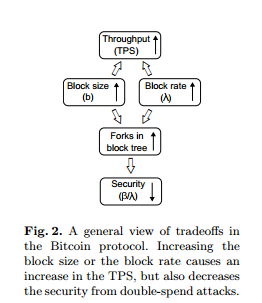 Throughput
(TPS)
Block size
(b)
Block rate
(λ)
Forks in
block tree
Security
(β/λ)
Fig. 2. A general view of tradeoffs in
the Bitcoin protocol. Increasing the
block size or the block rate causes an
increase in the TPS, but also decreases
the security from double-spend attacks.